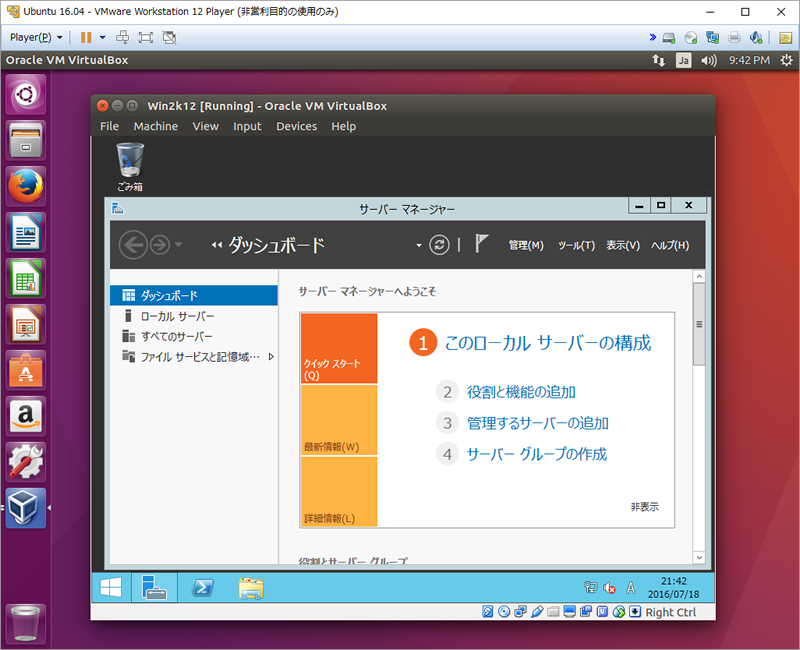 Ubuntu 16.04 - VMware Workstation 12 Player (非営利目的の使用のみ)
Player(P)
Oracle VM VirtualBox
Ja
9:42 PM
Win2k12 [Running] - Oracle VM VirtualBox
File Machine View Input Devices Help
ごみ箱
サーバー マネージャー
ダッシュボード
管理(M) ツール(T) 表示(V) ヘルプ(H)
ダッシュボード
ローカル サーバー
すべてのサーバー
ファイル サービスと記憶域…
サーバー マネージャーへようこそ
クイック スタート
(Q)
最新情報(W)
詳細情報(L)
1 このローカル サーバーの構成
2 役割と機能の追加
3 管理するサーバーの追加
4 サーバー グループの作成
非表示
役割とサーバー グループ
A
21:42
2016/07/18
Right Ctrl